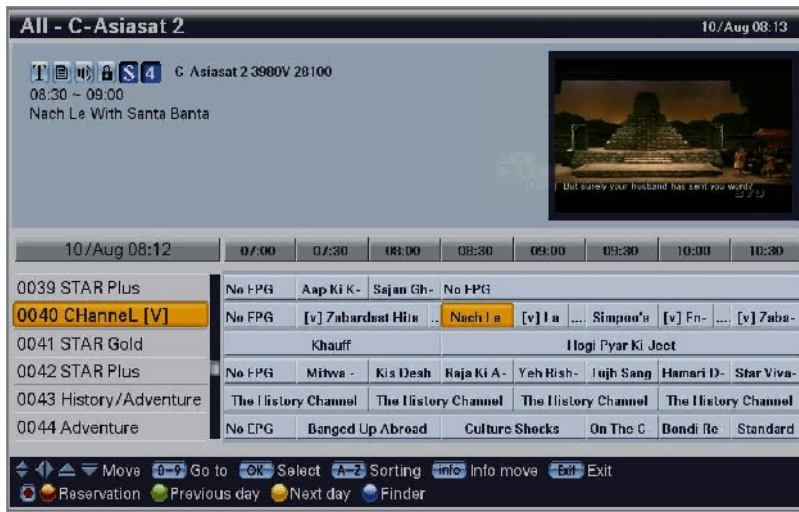 All - C-Asiasat 2
10/Aug 08:13
T S 4 C Asiasat 2 3980V 28100
08:30 ~ 09:00
Nach Le With Santa Banta
But surely your husband has sent you word?
10/Aug 08:12 07:00 07:30 08:00 08:30 09:00 09:30 10:00 10:30
0039 STAR Plus No EPG Aap Ki K- Sajan Gh- No EPG
0040 CHanneL [V] No EPG [v] Zabardast Hits ... Nach Le [v] La ... Simpoo's [v] Fn- ... [v] Zaba-
0041 STAR Gold Khauff Hogi Pyar Ki Jeet
0042 STAR Plus No EPG Mitwa - Kis Desh Raja Ki A- Yeh Rish- Tujh Sang Hamari D- Star Viva-
0043 History/Adventure The History Channel The History Channel The History Channel The History Channel
0044 Adventure No EPG Banged Up Abroad Culture Shocks On The C Bondi Re Standard
Move 0-9 Go to OK Select A-Z Sorting info Info move Exit Exit
Reservation Previous day Next day Finder